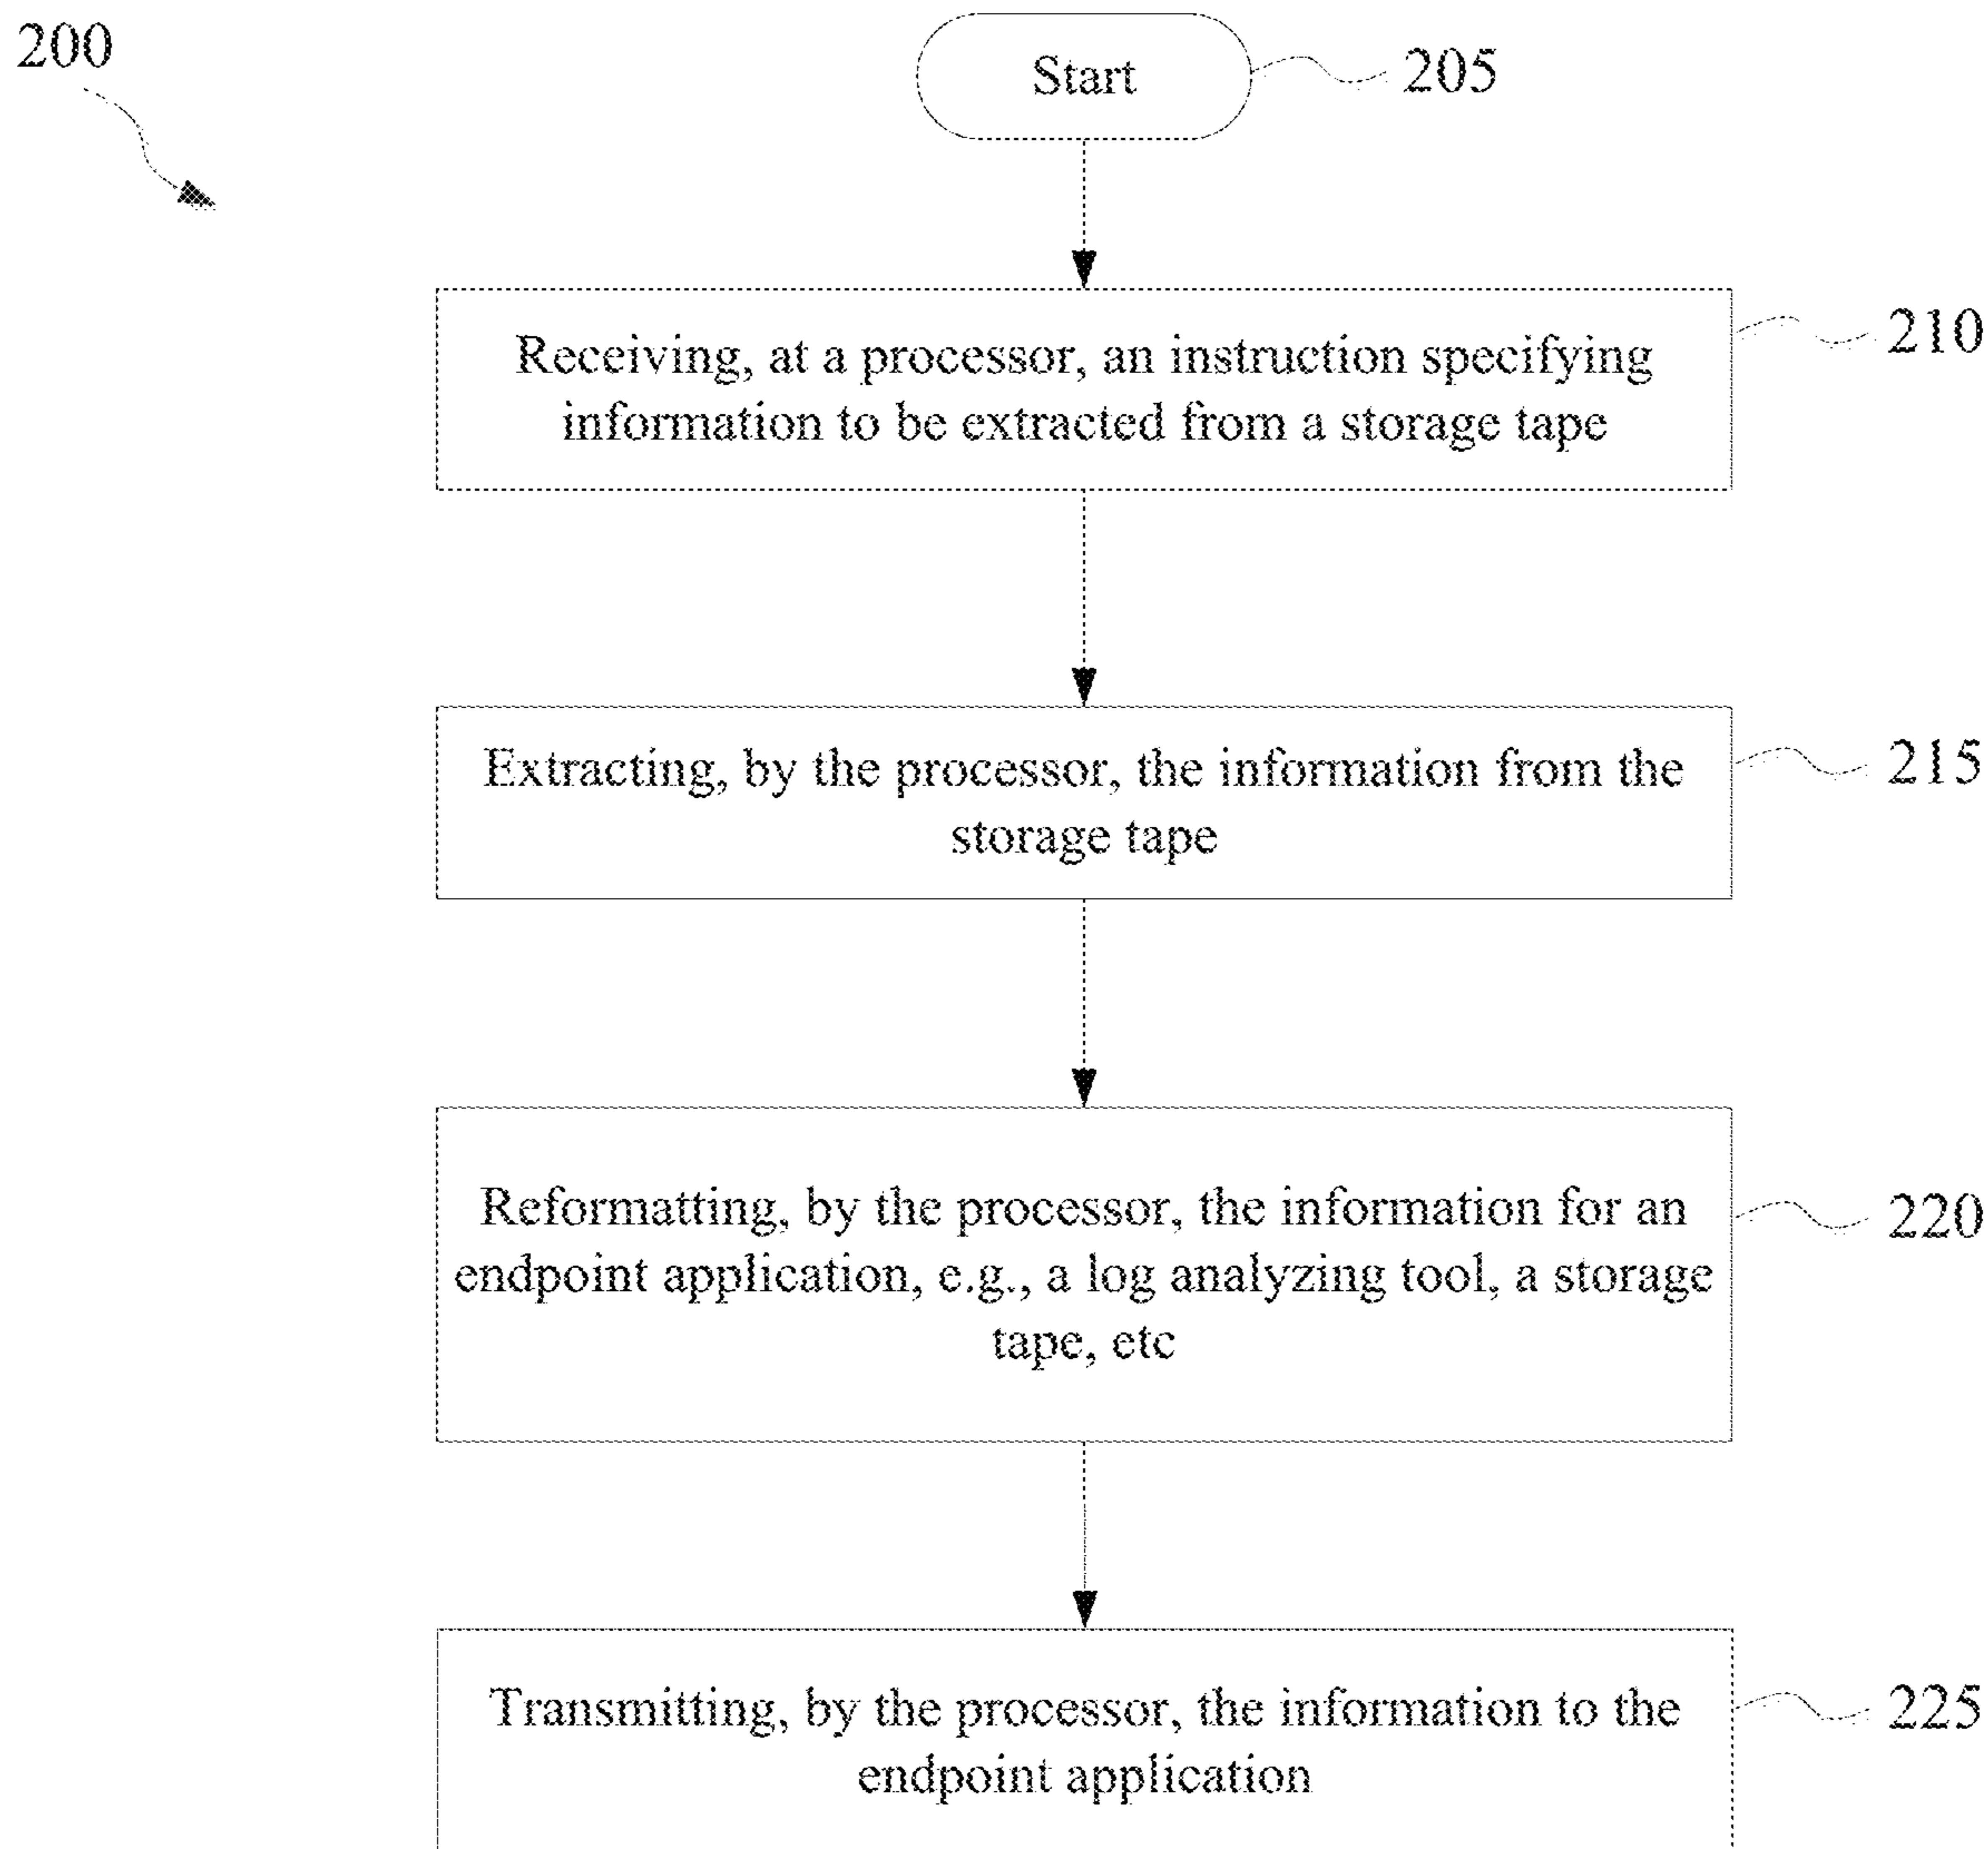 200
Start
205
Receiving, at a processor, an instruction specifying
information to be extracted from a storage tape
210
Extracting, by the processor, the information from the
storage tape
215
Reformatting, by the processor, the information for an
endpoint application, e.g., a log analyzing tool, a storage
tape, etc
220
Transmitting, by the processor, the information to the
endpoint application
225